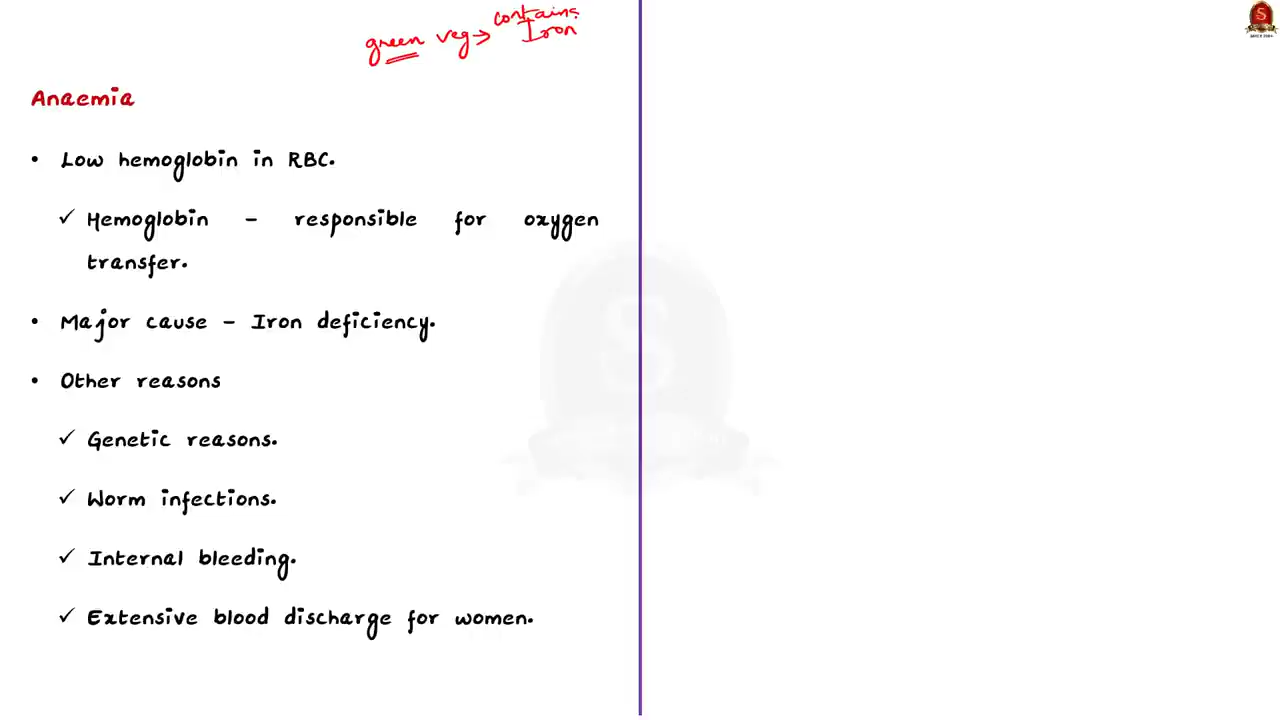 contains
green veg → Iron
Anaemia
• Low hemoglobin in RBC.
✓ Hemoglobin – responsible for oxygen
transfer.
• Major cause – Iron deficiency.
• Other reasons
✓ Genetic reasons.
✓ Worm infections.
✓ Internal bleeding.
✓ Extensive blood discharge for women.